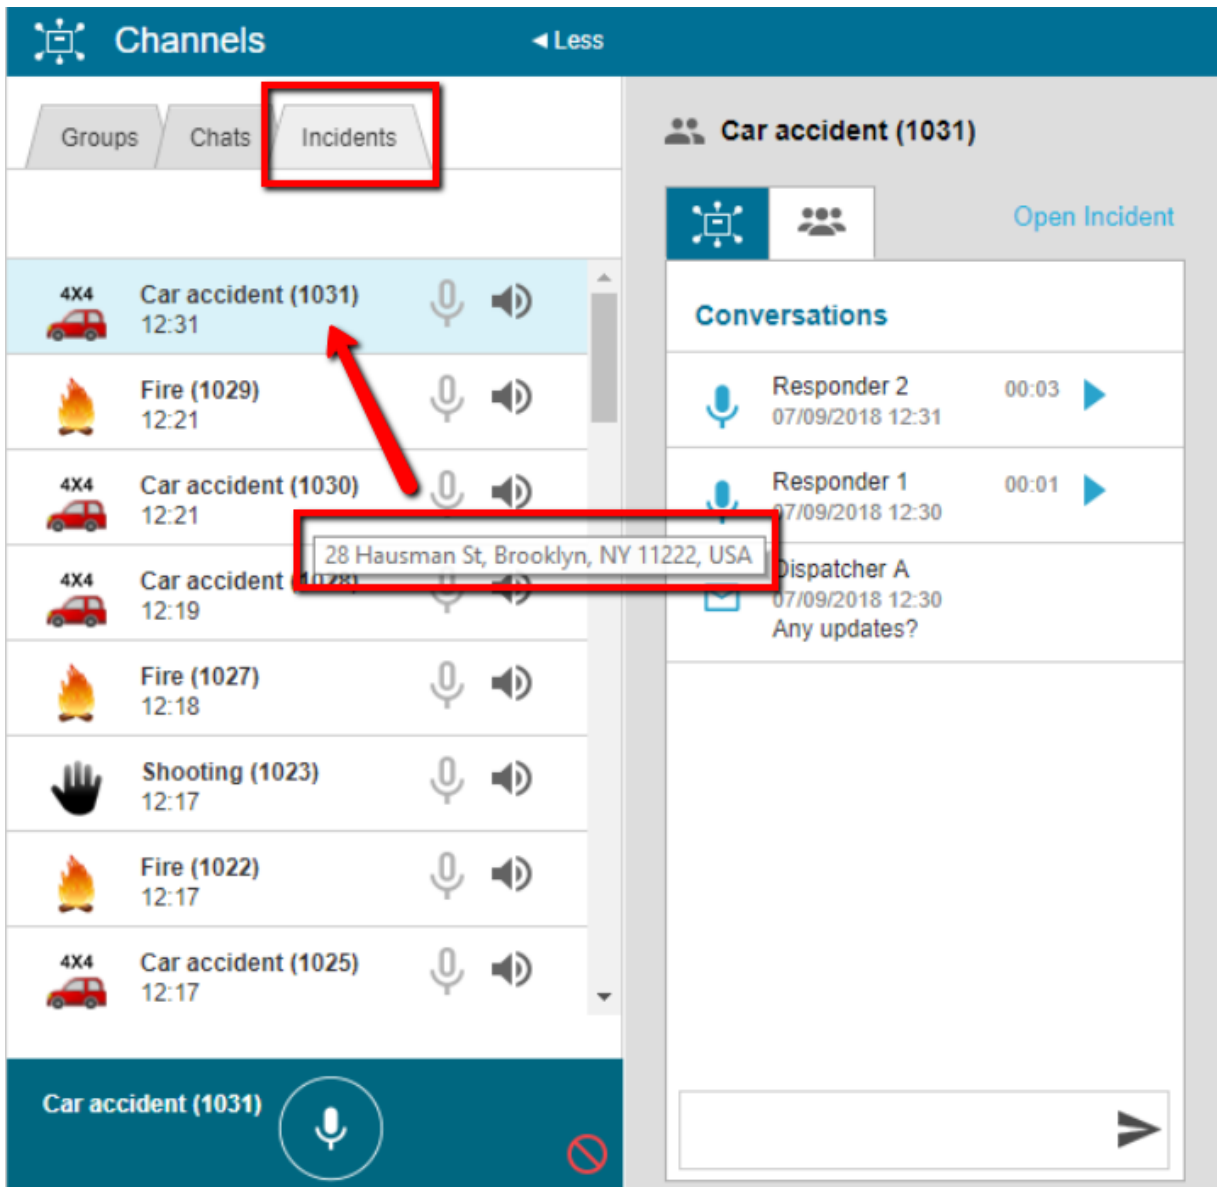 Channels
◄ Less
Groups
Chats
Incidents
4X4
Car accident (1031)
12:31
Fire (1029)
12:21
4X4
Car accident (1030)
12:21
28 Hausman St, Brooklyn, NY 11222, USA
4X4
Car accident (1028)
12:19
Fire (1027)
12:18
Shooting (1023)
12:17
Fire (1022)
12:17
4X4
Car accident (1025)
12:17
Car accident (1031)
Car accident (1031)
Open Incident
Conversations
Responder 2
00:03
07/09/2018 12:31
Responder 1
00:01
07/09/2018 12:30
Dispatcher A
07/09/2018 12:30
Any updates?